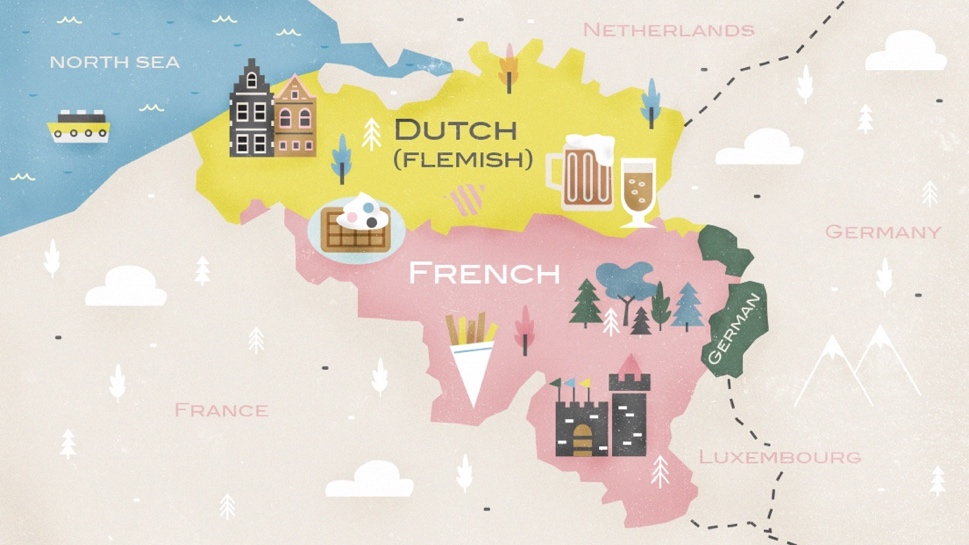 NETHERLANDS
NORTH SEA
DUTCH
(FLEMISH)
GERMANY
FRENCH
GERMAN
FRANCE
LUXEMBOURG